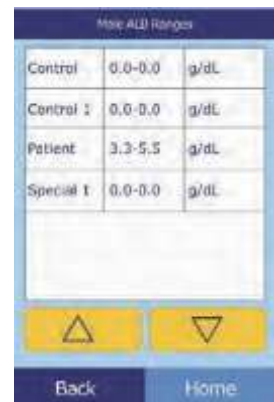 Male ALB Ranges
Control 0.0-0.0 g/dL
Control 1 0.0-0.0 g/dL
Patient 3.3-5.5 g/dL
Special 1 0.0-0.0 g/dL
Back Home